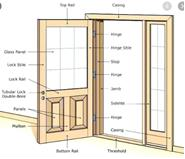 Top Rail
Casing
Glass Panel
Lock Stile
Lock Rail
Tubular Lock
Double-Bore
Panels
Mullion
Bottom Rail
Hinge
Hinge Stile
Stop
Hinge
Jamb
Sidelite
Hinge
Casing
Threshold